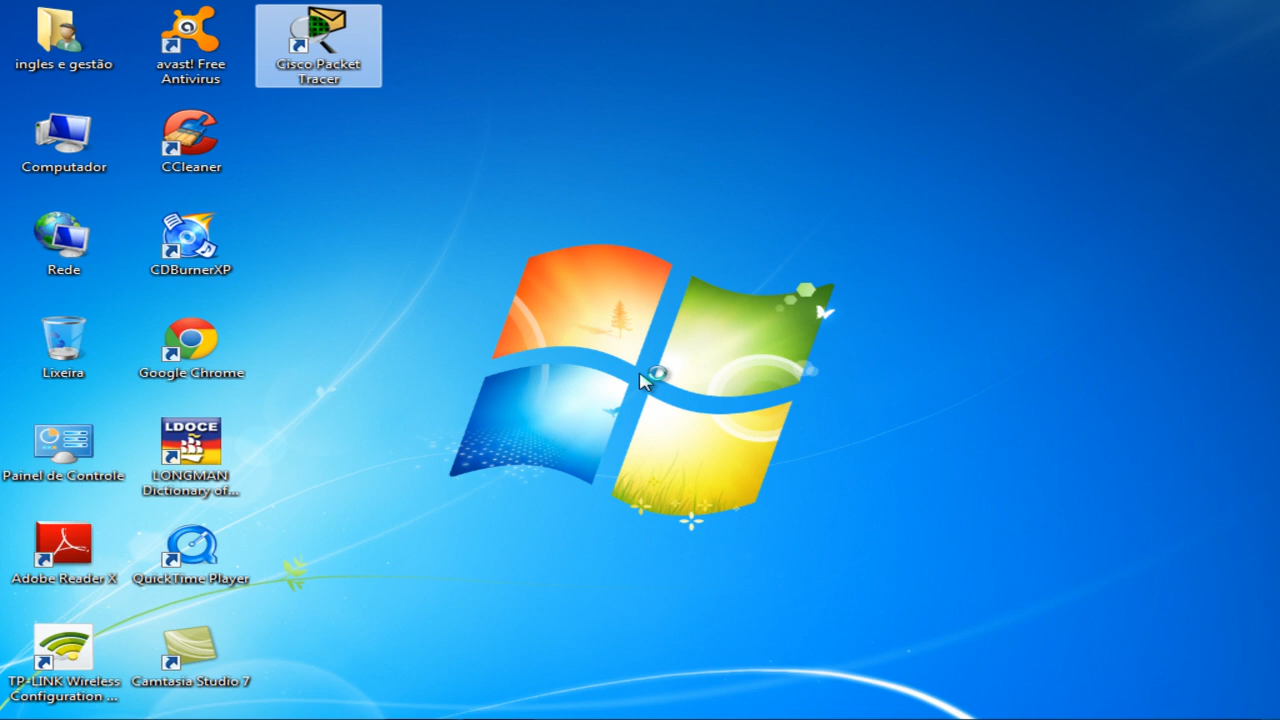 ingles e gestão
avast! Free
Antivirus
Cisco Packet
Tracer
Computador
CCleaner
Rede
CDBurnerXP
Lixeira
Google Chrome
LDOCE
Painel de Controle
LONGMAN
Dictionary of...
Adobe Reader X
QuickTime Player
TP-LINK Wireless
Configuration ...
Camtasia Studio 7